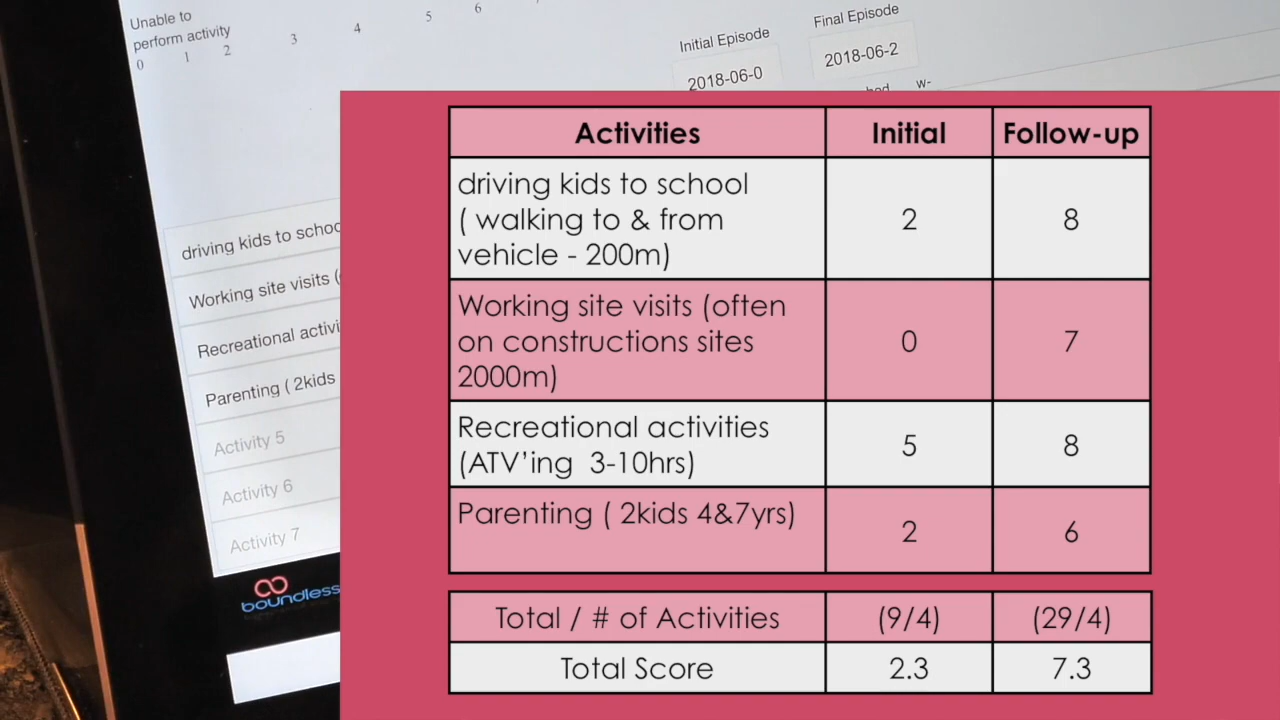 Unable to
perform activity
0 1 2 3 4 5 6
Initial Episode Final Episode
2018-06-0 2018-06-2
w-
driving kids to schoo
Working site visits (
Recreational activi
Parenting ( 2kids
Activity 5
Activity 6
Activity 7
boundless
Activities Initial Follow-up
driving kids to school
( walking to & from
vehicle - 200m)
2 8
Working site visits (often
on constructions sites
2000m)
0 7
Recreational activities
(ATV'ing 3-10hrs)
5 8
Parenting ( 2kids 4&7yrs)
2 6
Total / # of Activities (9/4) (29/4)
Total Score 2.3 7.3